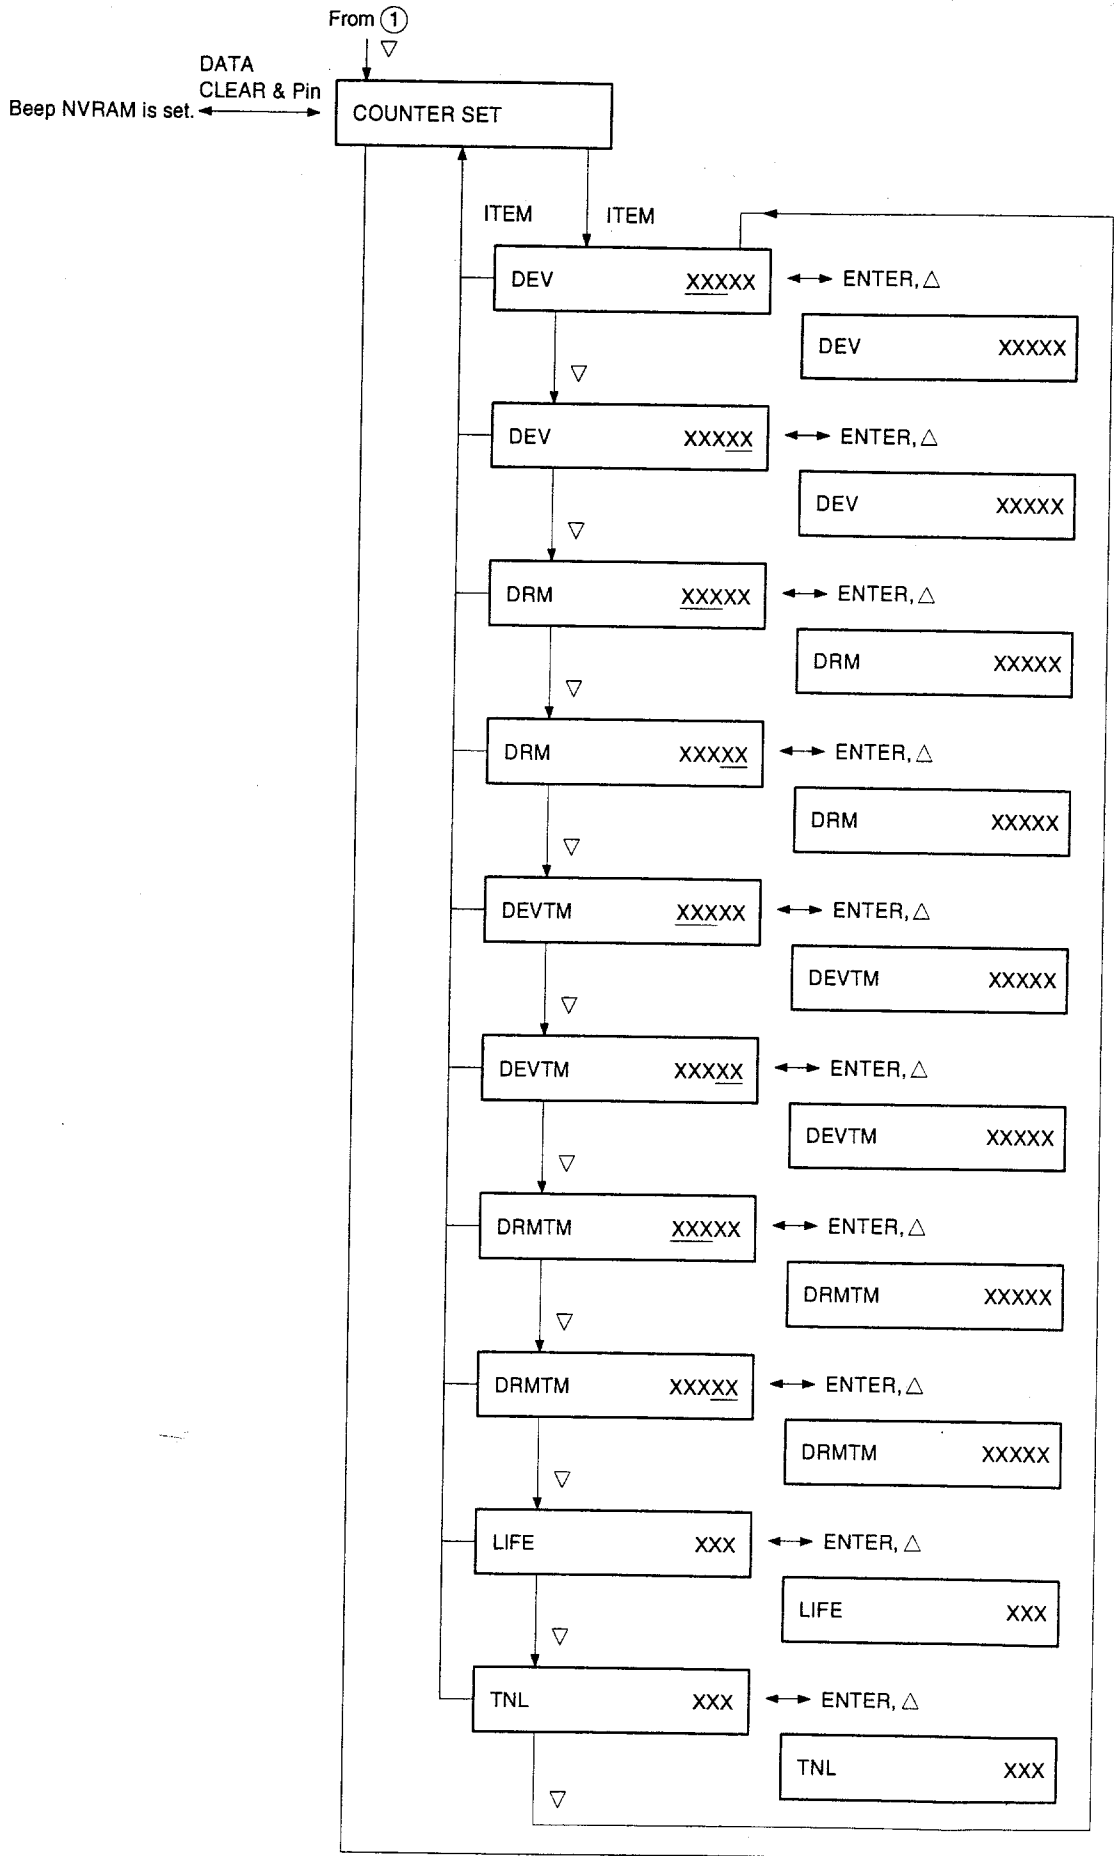 From ①
▽
DATA
CLEAR & Pin
Beep NVRAM is set.
COUNTER SET
ITEM ITEM
DEV XXXXX ENTER, △
DEV XXXXX
▽
DEV XXXXX ENTER, △
DEV XXXXX
▽
DRM XXXXX ENTER, △
DRM XXXXX
▽
DRM XXXXX ENTER, △
DRM XXXXX
▽
DEVTM XXXXX ENTER, △
DEVTM XXXXX
▽
DEVTM XXXXX ENTER, △
DEVTM XXXXX
▽
DRMTM XXXXX ENTER, △
DRMTM XXXXX
▽
DRMTM XXXXX ENTER, △
DRMTM XXXXX
▽
LIFE XXX ENTER, △
LIFE XXX
▽
TNL XXX ENTER, △
TNL XXX
▽